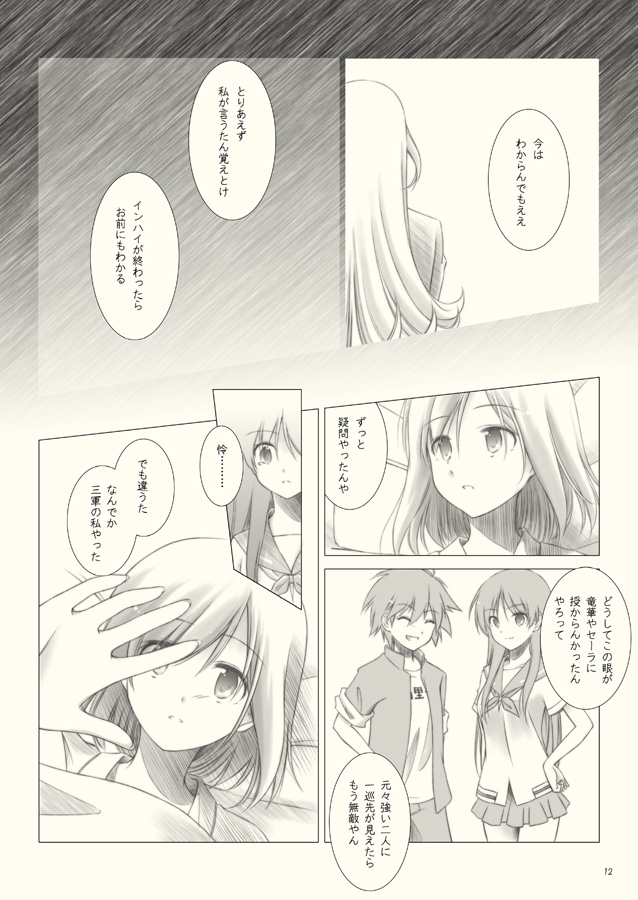 今は
わからんでもええ
とりあえず
私が言うたん覚えとけ
インハイが終わったら
お前にもわかる
ずっと
疑問やったんや
怜………
でも違うた
なんでか
三軍の私やった
どうしてこの眼が
竜華やセーラに
授からんかったん
やろって
里
元々強い二人に
一巡先が見えたら
もう無敵やん
12